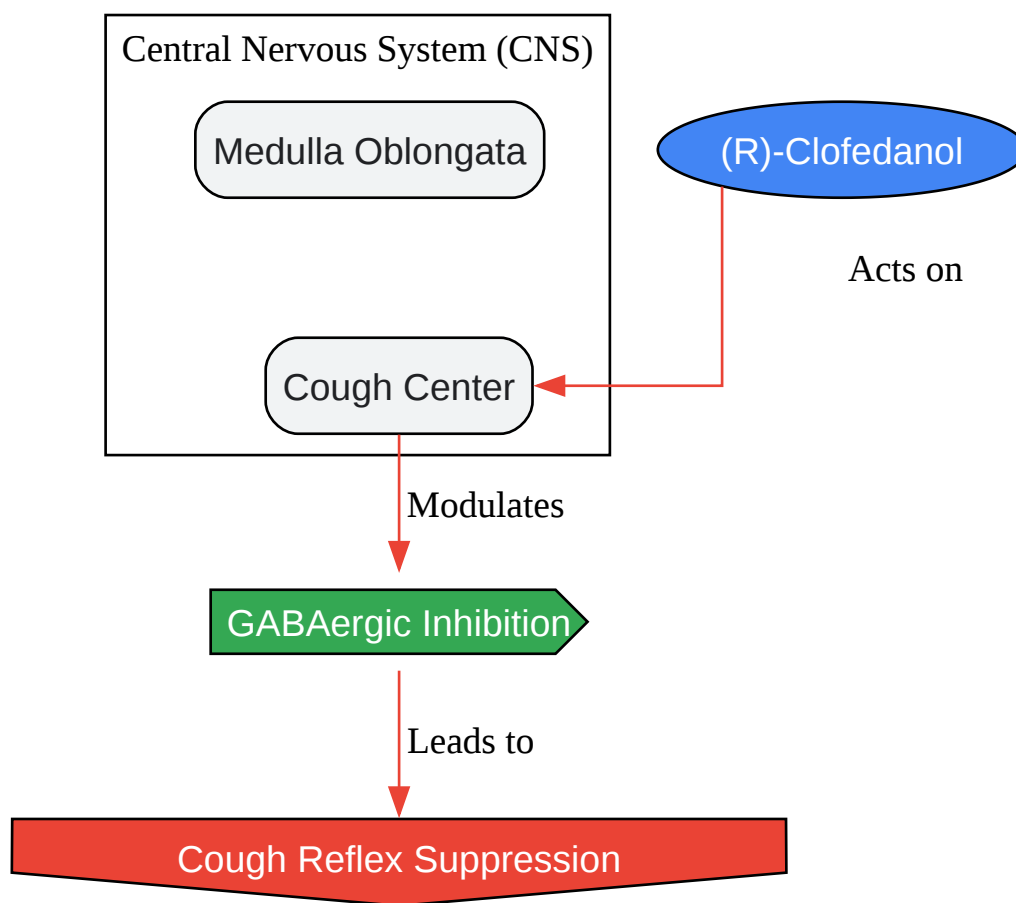 Central Nervous System (CNS)
Medulla Oblongata
(R)-Clofedanol
Acts on
Cough Center
Modulates
GABAergic Inhibition
Leads to
Cough Reflex Suppression